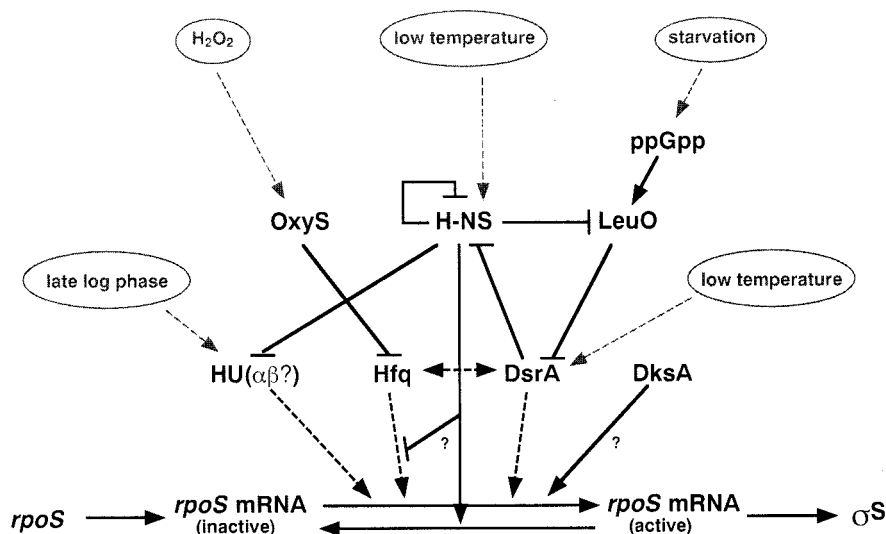 H₂O₂
low temperature
starvation
ppGpp
OxyS
H-NS
LeuO
late log phase
low temperature
HU(αβ?)
Hfq
DsrA
DksA
?
?
rpoS
rpoS mRNA
(inactive)
rpoS mRNA
(active)
σS